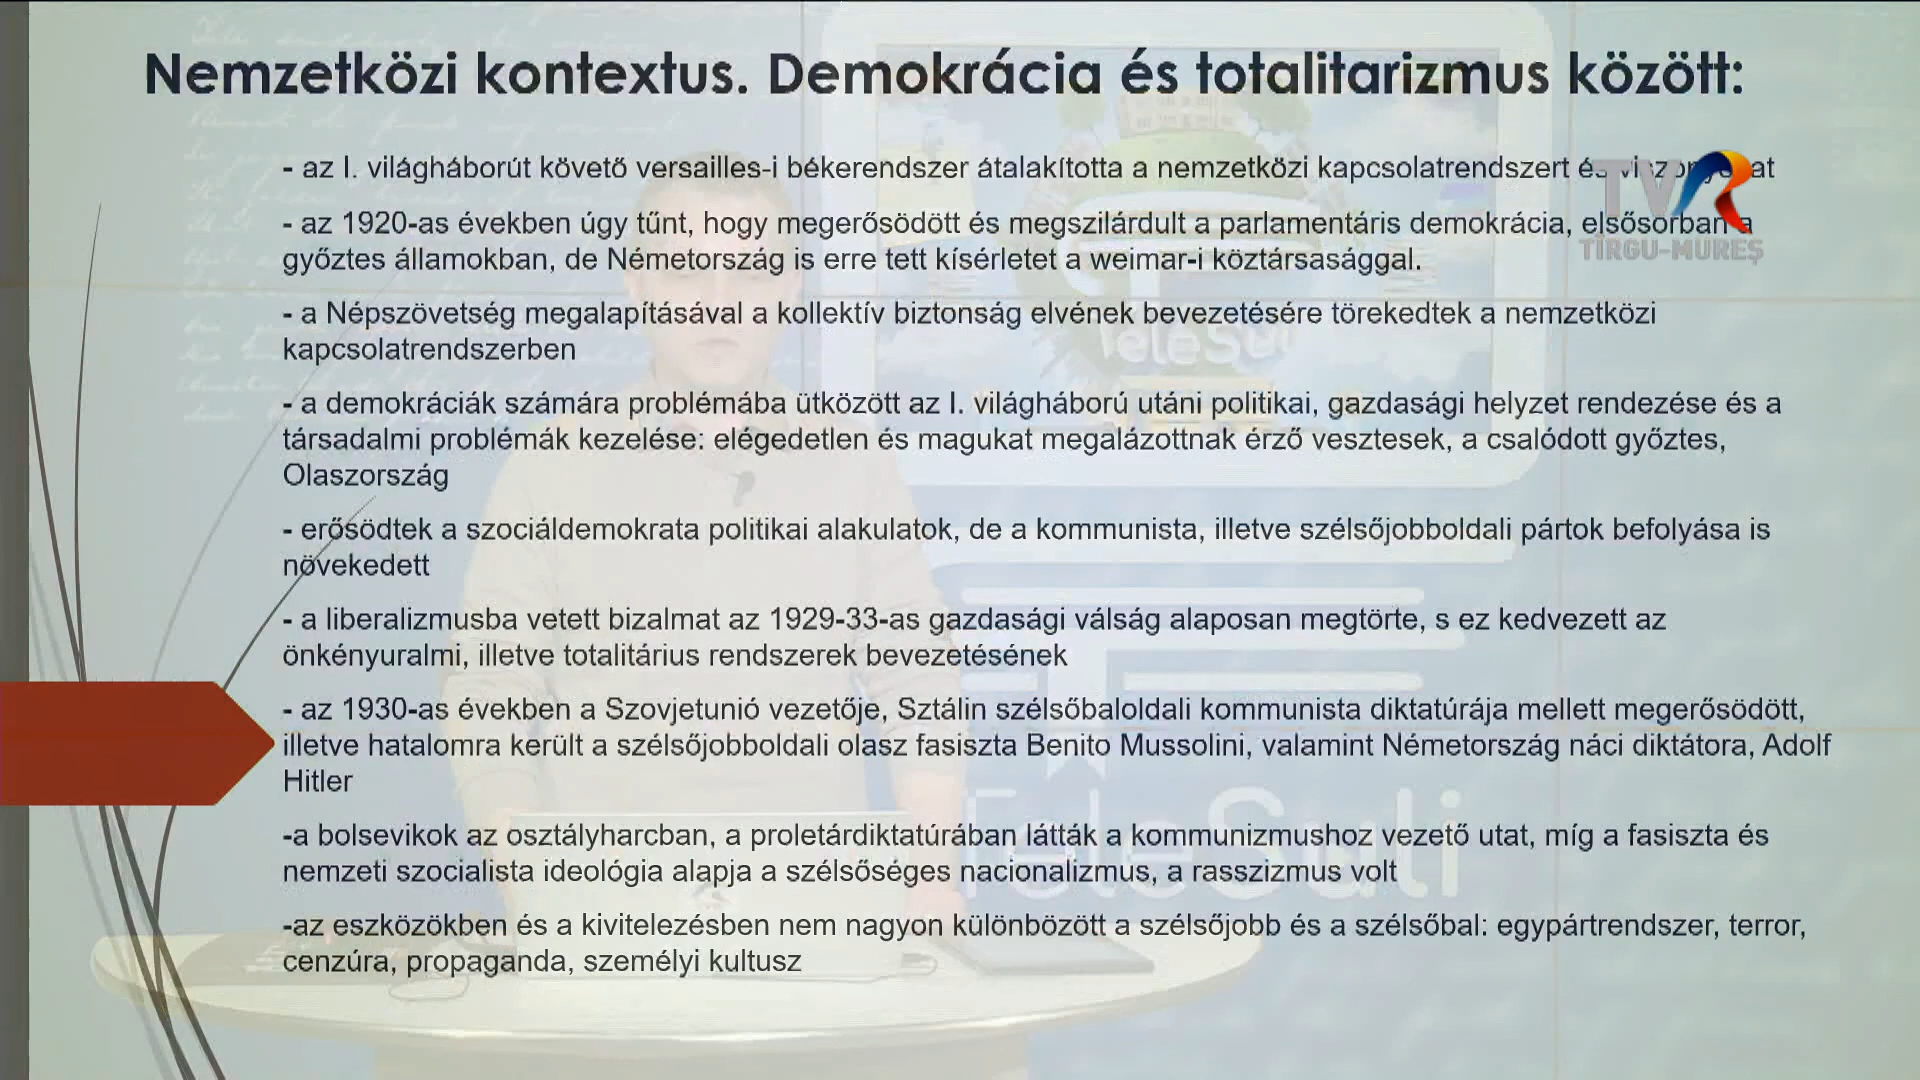 Nemzetközi kontextus. Demokrácia és totalitarizmus között:
- az I. világháborút követő versailles-i békerendszer átalakította a nemzetközi kapcsolatrendszert és
TVR
TÎRGU-MUREȘ
- az 1920-as években úgy tűnt, hogy megerősödött és megszilárdult a parlamentáris demokrácia, elsősorban a
győztes államokban, de Németország is erre tett kísérletet a weimar-i köztársasággal.
- a Népszövetség megalapításával a kollektív biztonság elvének bevezetésére törekedtek a nemzetközi
kapcsolatrendszerben
TeleSuli
- a demokráciák számára problémába ütközött az I. világháború utáni politikai, gazdasági helyzet rendezése és a
társadalmi problémák kezelése: elégedetlen és magukat megalázottnak érző vesztesek, a csalódott győztes,
Olaszország
- erősödtek a szociáldemokrata politikai alakulatok, de a kommunista, illetve szélsőjobboldali pártok befolyása is
növekedett
- a liberalizmusba vetett bizalmat az 1929-33-as gazdasági válság alaposan megtörte, s ez kedvezett az
önkényuralmi, illetve totalitárius rendszerek bevezetésének
- az 1930-as években a Szovjetunió vezetője, Sztálin szélsőbaloldali kommunista diktatúrája mellett megerősödött,
illetve hatalomra került a szélsőjobboldali olasz fasiszta Benito Mussolini, valamint Németország náci diktátora, Adolf
Hitler
-a bolsevikok az osztályharcban, a proletárdiktatúrában látták a kommunizmushoz vezető utat, míg a fasiszta és
nemzeti szocialista ideológia alapja a szélsőséges nacionalizmus, a rasszizmus volt
TeleSuli
-az eszközökben és a kivitelezésben nem nagyon különbözött a szélsőjobb és a szélsőbal: egypártrendszer, terror,
cenzúra, propaganda, személyi kultusz